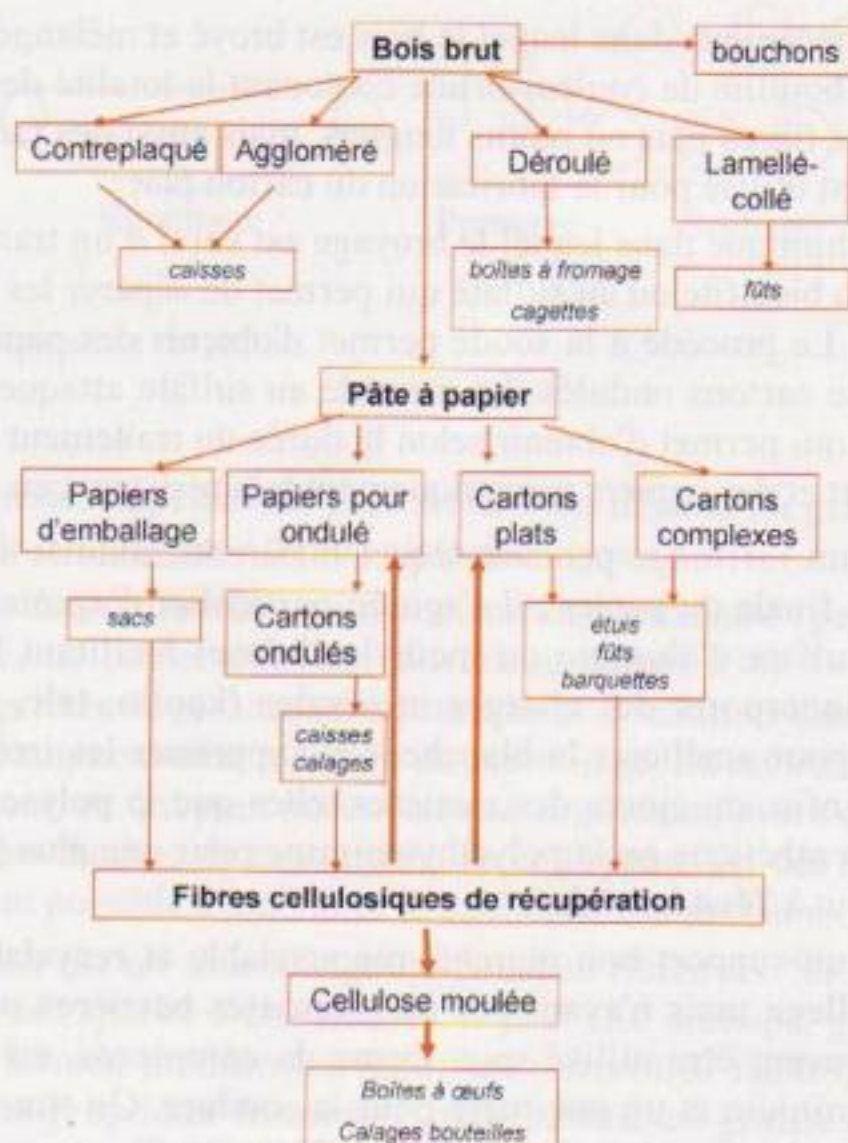 Bois brut
bouchons
Contreplaqué
Aggloméré
Déroulé
Lamellé-
collé
caisses
boîtes à fromage
cagettes
fûts
Pâte à papier
Papiers
d'emballage
Papiers pour
ondulé
Cartons
plats
Cartons
complexes
sacs
Cartons
ondulés
étuis
fûts
barquettes
caisses
calages
Fibres cellulosiques de récupération
Cellulose moulée
Boîtes à œufs
Calages bouteilles